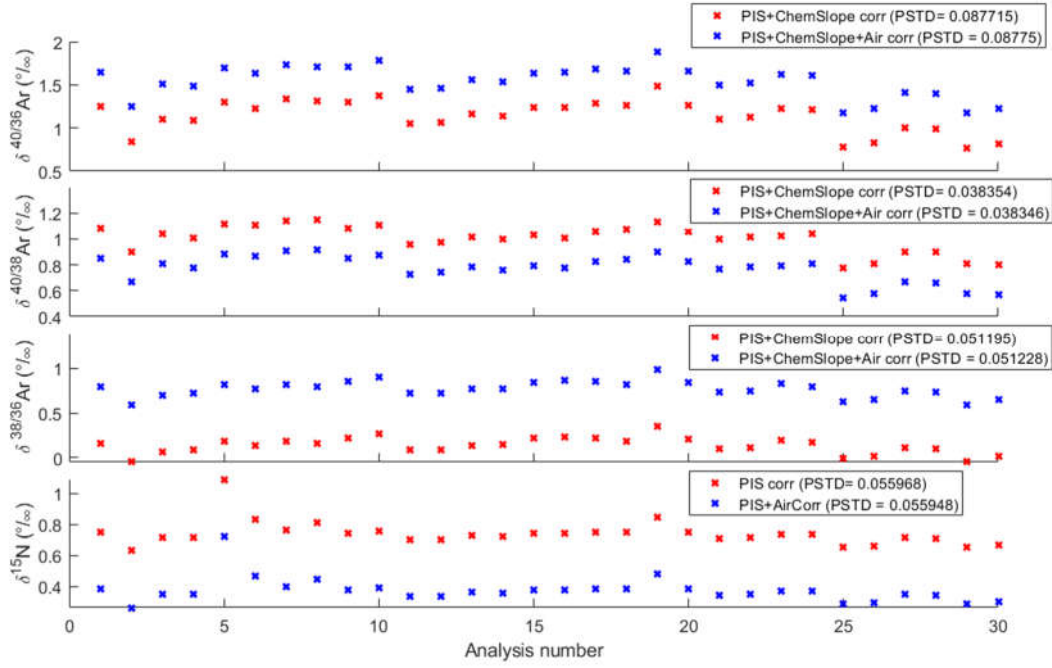 PIS+ChemSlope corr (PSTD= 0.087715)
PIS+ChemSlope+Air corr (PSTD = 0.08775)
2
1.5
1
0.5
δ 40/36Ar (°/∞)
PIS+ChemSlope corr (PSTD= 0.038354)
PIS+ChemSlope+Air corr (PSTD = 0.038346)
1.2
1
0.8
0.6
0.4
δ 40/38Ar (°/∞)
PIS+ChemSlope corr (PSTD= 0.051195)
PIS+ChemSlope+Air corr (PSTD = 0.051228)
1
0.5
0
δ 38/36Ar (°/∞)
PIS corr (PSTD= 0.055968)
PIS+AirCorr (PSTD = 0.055948)
1
0.8
0.6
0.4
δ15N (°/∞)
0 5 10 15 20 25 30
Analysis number